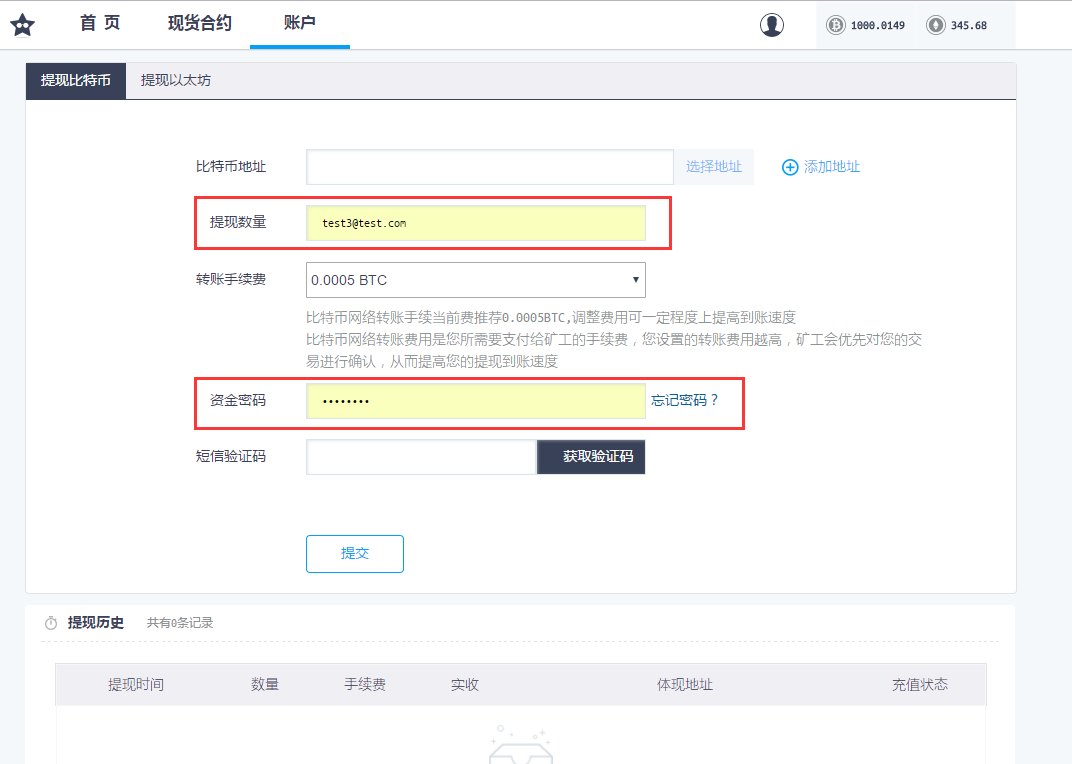 首 页 现货合约 账户 1000.0149 345.68
提现比特币 提现以太坊
比特币地址 选择地址 添加地址
提现数量 test3@test.com
转账手续费 0.0005 BTC
比特币网络转账手续当前费推荐0.0005BTC,调整费用可一定程度上提高到账速度
比特币网络转账费用是您所需要支付给矿工的手续费，您设置的转账费用越高，矿工会优先对您的交
易进行确认，从而提高您的提现到账速度
资金密码 •••••••• 忘记密码？
短信验证码 获取验证码
提交
提现历史 共有0条记录
提现时间 数量 手续费 实收 体现地址 充值状态